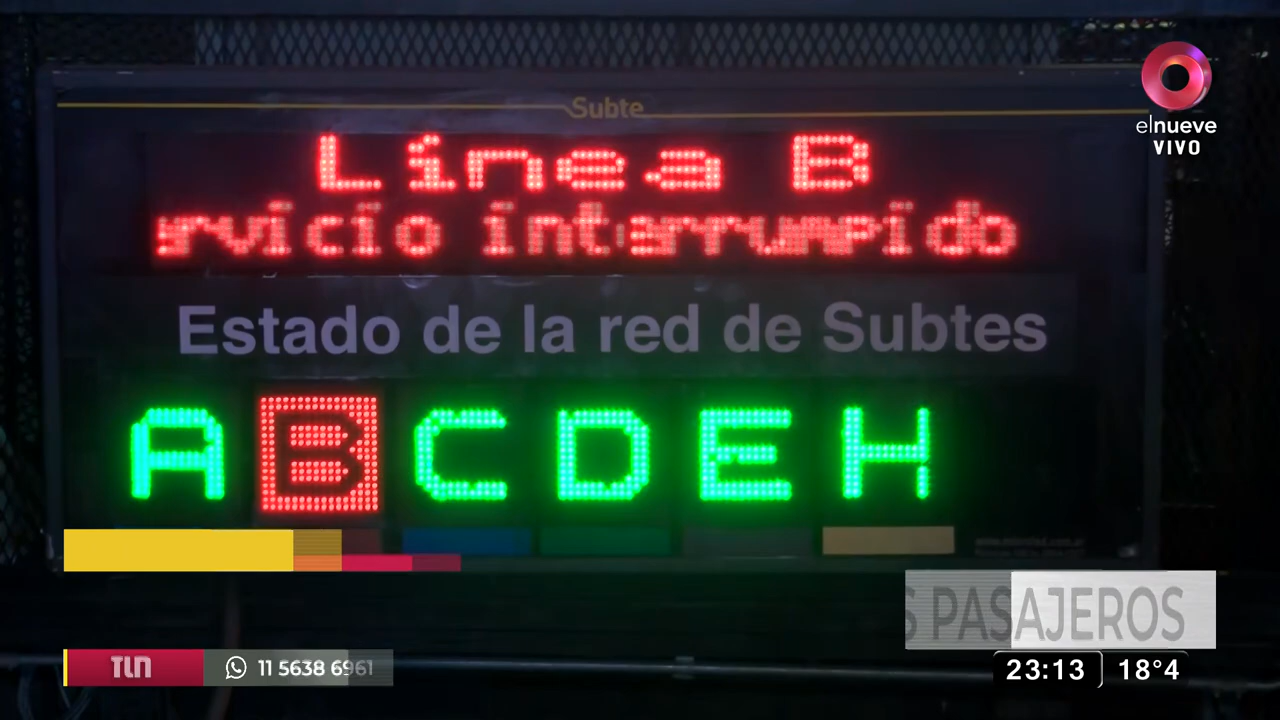 Subte
Línea B
rvicio interrumpido
Estado de la red de Subtes
A B C D E H
elnueve
VIVO
S PASAJEROS
TLN
11 5638 6961
23:13
18°4